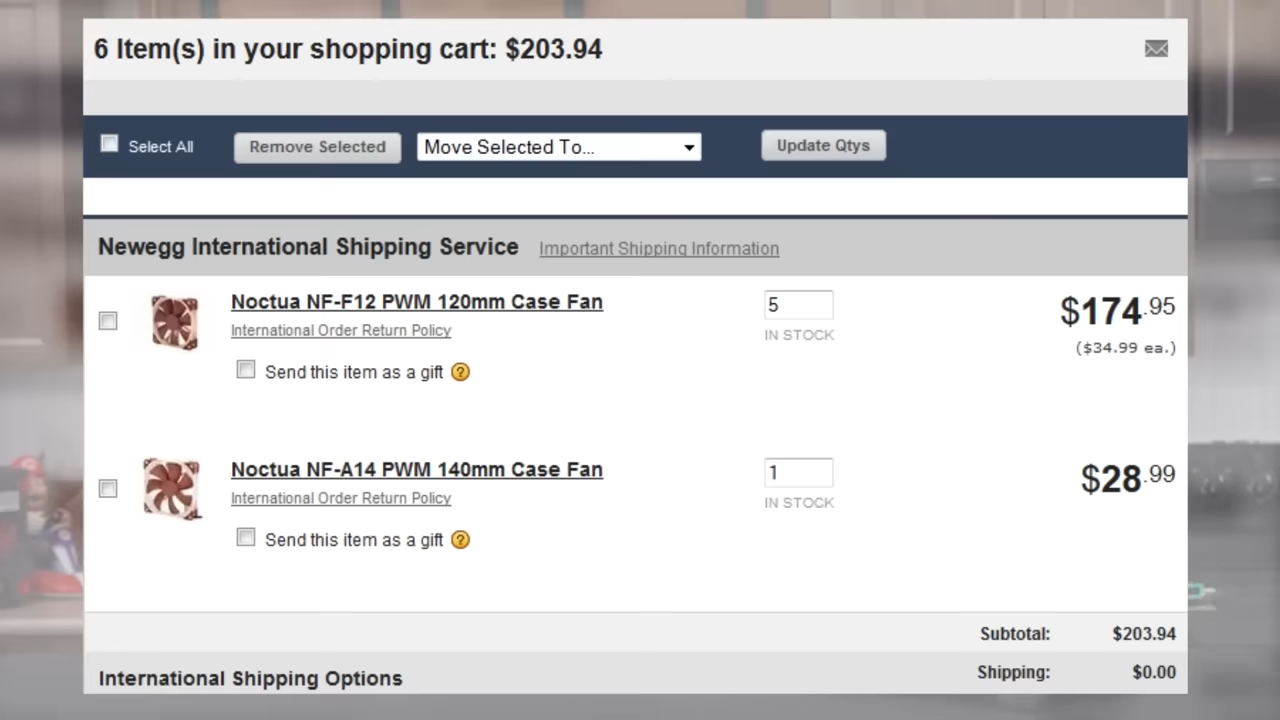 6 Item(s) in your shopping cart: $203.94
Select All
Remove Selected
Move Selected To...
Update Qtys
Newegg International Shipping Service
Important Shipping Information
Noctua NF-F12 PWM 120mm Case Fan
5
$174.95
International Order Return Policy
IN STOCK
($34.99 ea.)
Send this item as a gift ?
Noctua NF-A14 PWM 140mm Case Fan
1
$28.99
International Order Return Policy
IN STOCK
Send this item as a gift ?
Subtotal: $203.94
International Shipping Options
Shipping: $0.00